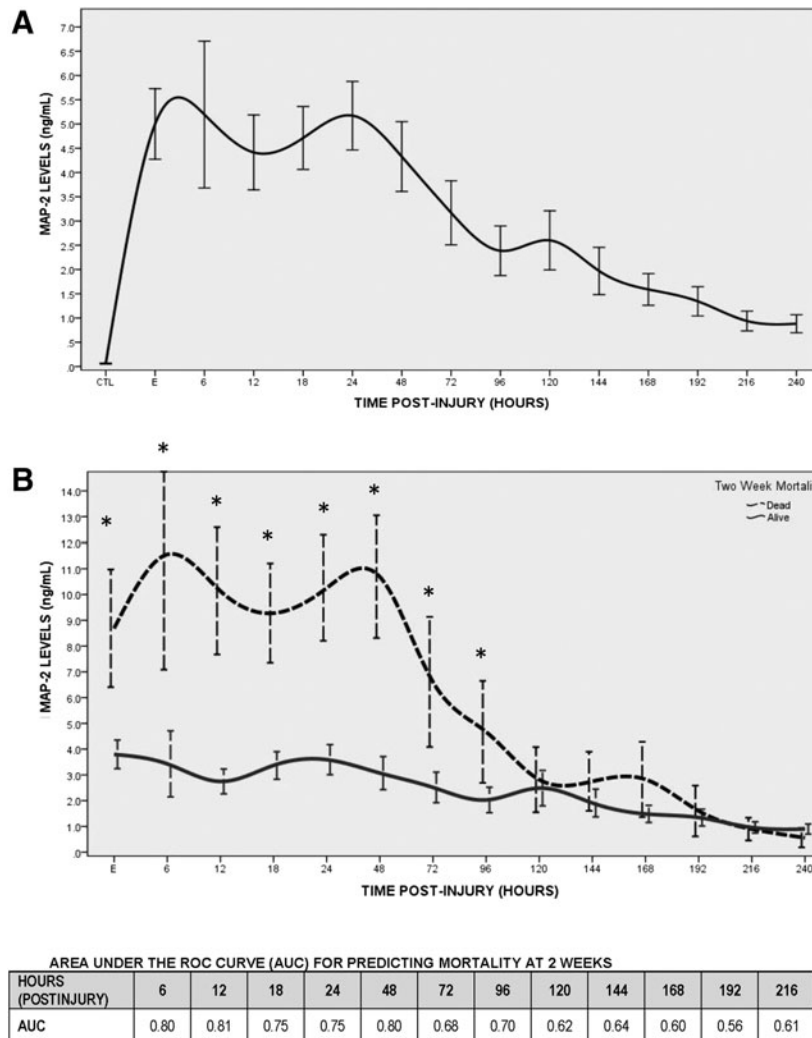 A
MAP-2 LEVELS (ng/mL)
7.0
6.5
6.0
5.5
5.0
4.5
4.0
3.5
3.0
2.5
2.0
1.5
1.0
.5
.0
CTL E 6 12 18 24 48 72 96 120 144 168 192 216 240
TIME POST-INJURY (HOURS)
B
MAP-2 LEVELS (ng/mL)
14.0
13.0
12.0
11.0
10.0
9.0
8.0
7.0
6.0
5.0
4.0
3.0
2.0
1.0
.0
* * * * * * * *
Two Week Mortali
Dead
Alive
E 6 12 18 24 48 72 96 120 144 168 192 216 240
TIME POST-INJURY (HOURS)
AREA UNDER THE ROC CURVE (AUC) FOR PREDICTING MORTALITY AT 2 WEEKS
HOURS (POSTINJURY) 6 12 18 24 48 72 96 120 144 168 192 216
AUC 0.80 0.81 0.75 0.75 0.80 0.68 0.70 0.62 0.64 0.60 0.56 0.61